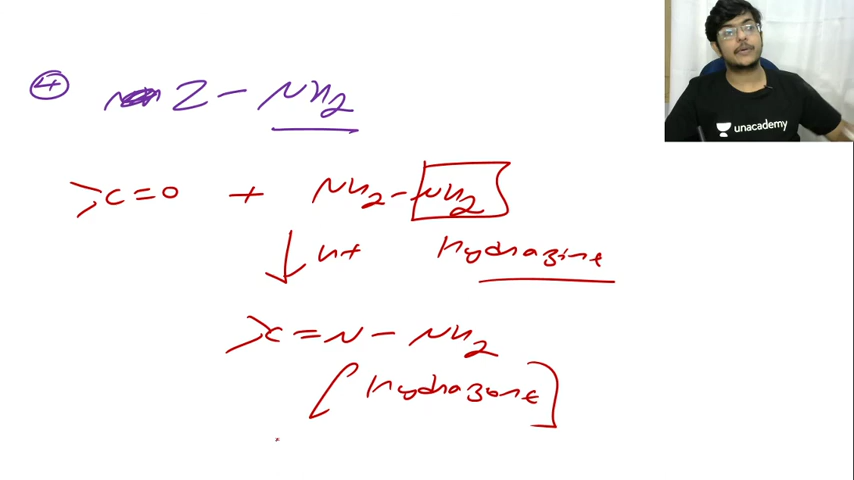 ④ Z - NH2
>C=O + NH2-NH2
H+ Hydrazine
>C=N-NH2
[Hydrazone]
unacademy